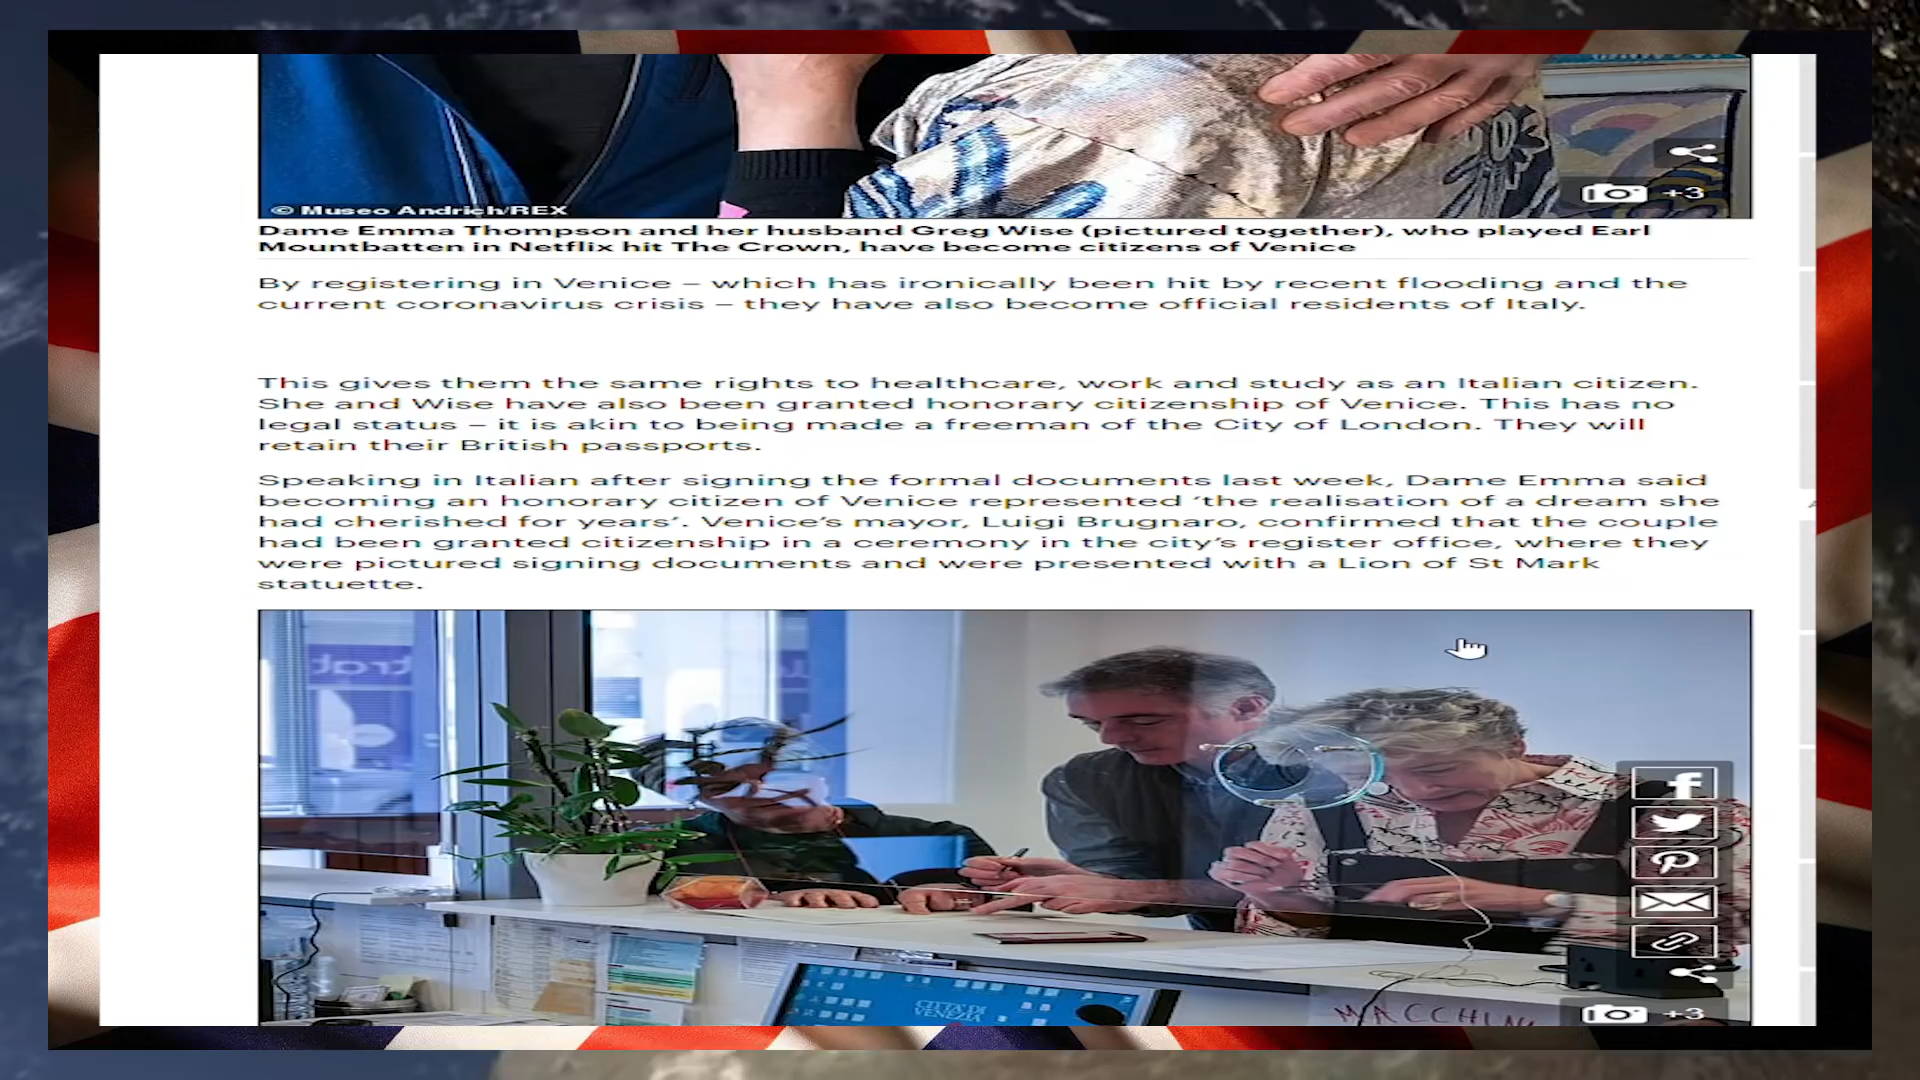 +3
© Museo Andrich/REX
Dame Emma Thompson and her husband Greg Wise (pictured together), who played Earl
Mountbatten in Netflix hit The Crown, have become citizens of Venice
By registering in Venice – which has ironically been hit by recent flooding and the
current coronavirus crisis – they have also become official residents of Italy.
This gives them the same rights to healthcare, work and study as an Italian citizen.
She and Wise have also been granted honorary citizenship of Venice. This has no
legal status – it is akin to being made a freeman of the City of London. They will
retain their British passports.
Speaking in Italian after signing the formal documents last week, Dame Emma said
becoming an honorary citizen of Venice represented ‘the realisation of a dream she
had cherished for years’. Venice’s mayor, Luigi Brugnaro, confirmed that the couple
had been granted citizenship in a ceremony in the city’s register office, where they
were pictured signing documents and were presented with a Lion of St Mark
statuette.
CITTA' DI
VENEZIA
+3